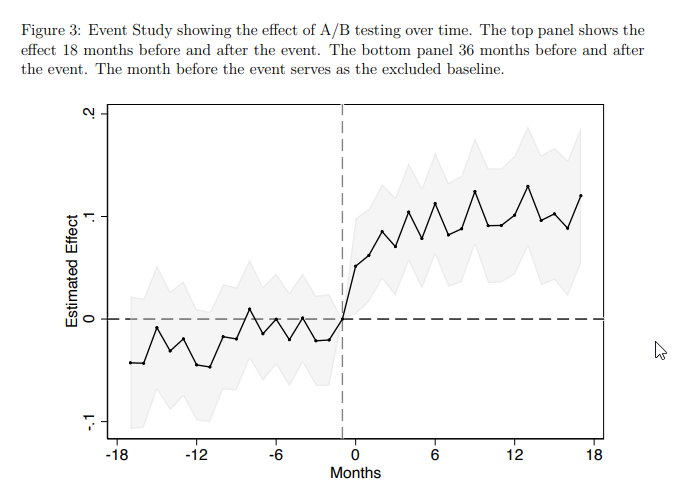 Figure 3: Event Study showing the effect of A/B testing over time. The top panel shows the
effect 18 months before and after the event. The bottom panel 36 months before and after
the event. The month before the event serves as the excluded baseline.
.2
.1
0
-.1
Estimated Effect
-18 -12 -6 0 6 12 18
Months